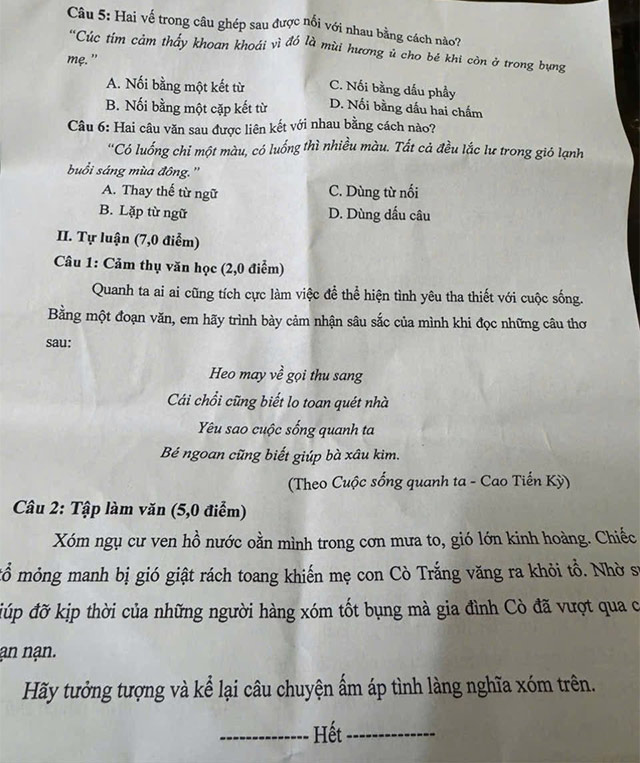 Câu 5: Hai vế trong câu ghép sau được nối với nhau bằng cách nào?
“Cúc tím cảm thấy khoan khoái vì đó là mùi hương ủ cho bé khi còn ở trong bụng
mẹ.”
A. Nối bằng một kết từ
C. Nối bằng dấu phẩy
B. Nối bằng một cặp kết từ
D. Nối bằng dấu hai chấm
Câu 6: Hai câu văn sau được liên kết với nhau bằng cách nào?
“Có luống chỉ một màu, có luống thì nhiều màu. Tất cả đều lắc lư trong gió lạnh
buổi sáng mùa đông.”
A. Thay thế từ ngữ
C. Dùng từ nối
B. Lặp từ ngữ
D. Dùng dấu câu
II. Tự luận (7,0 điểm)
Câu 1: Cảm thụ văn học (2,0 điểm)
Quanh ta ai ai cũng tích cực làm việc để thể hiện tình yêu tha thiết với cuộc sống.
Bằng một đoạn văn, em hãy trình bày cảm nhận sâu sắc của mình khi đọc những câu thơ
sau:
Heo may về gọi thu sang
Cái chổi cũng biết lo toan quét nhà
Yêu sao cuộc sống quanh ta
Bé ngoan cũng biết giúp bà xâu kim.
(Theo Cuộc sống quanh ta - Cao Tiến Kỳ)
Câu 2: Tập làm văn (5,0 điểm)
Xóm ngụ cư ven hồ nước oằn mình trong cơn mưa to, gió lớn kinh hoàng. Chiếc
tổ mỏng manh bị gió giật rách toang khiến mẹ con Cò Trắng văng ra khỏi tổ. Nhờ
giúp đỡ kịp thời của những người hàng xóm tốt bụng mà gia đình Cò đã vượt qua
nạn.
Hãy tưởng tượng và kể lại câu chuyện ấm áp tình làng nghĩa xóm trên.
-------------- Hết --------------